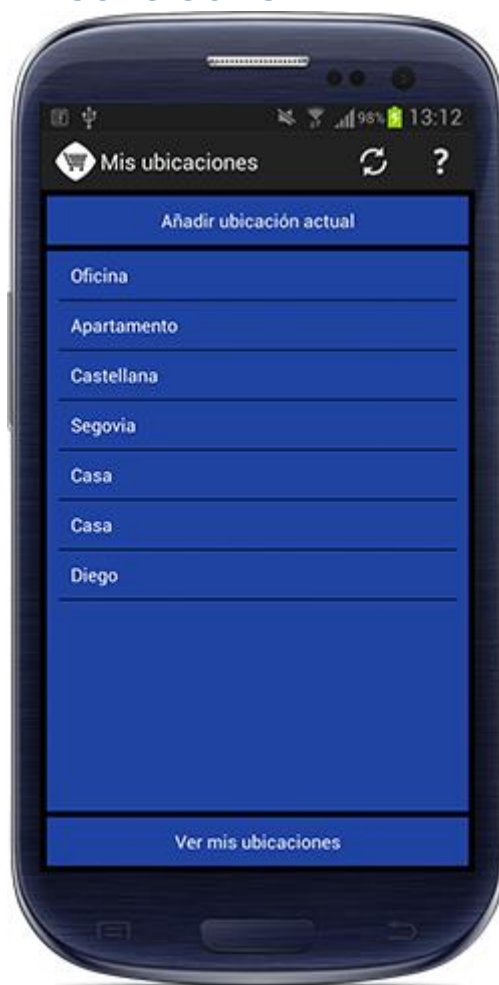 98% 13:12
Mis ubicaciones ?
Añadir ubicación actual
Oficina
Apartamento
Castellana
Segovia
Casa
Casa
Diego
Ver mis ubicaciones